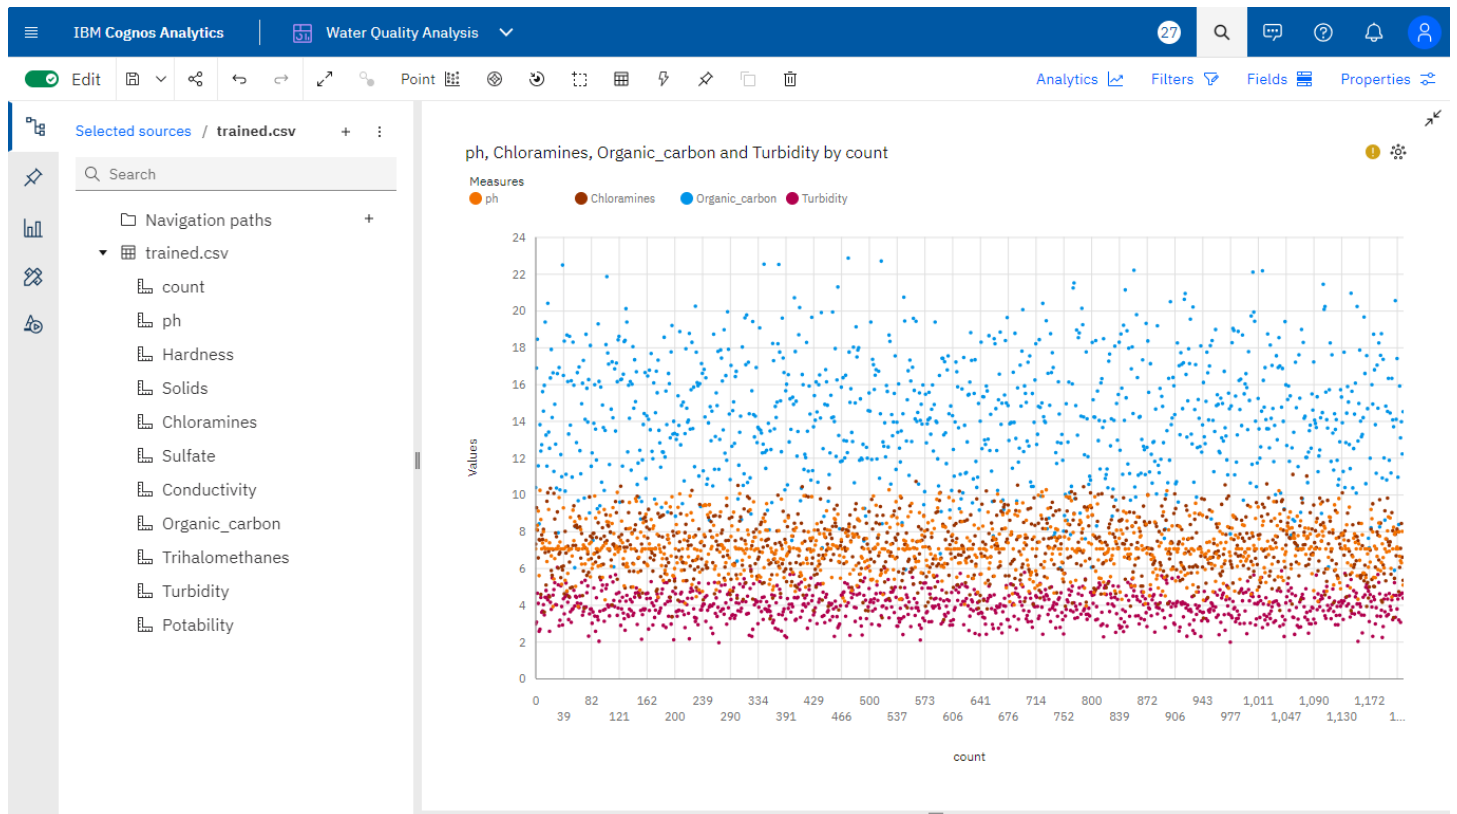 IBM Cognos Analytics
Water Quality Analysis
27
Edit
Point
Analytics
Filters
Fields
Properties
Selected sources / trained.csv
Search
Navigation paths
trained.csv
count
ph
Hardness
Solids
Chloramines
Sulfate
Conductivity
Organic_carbon
Trihalomethanes
Turbidity
Potability
ph, Chloramines, Organic_carbon and Turbidity by count
Measures
ph Chloramines Organic_carbon Turbidity
Values
24
22
20
18
16
14
12
10
8
6
4
2
0
0 82 162 239 334 429 500 573 641 714 800 872 943 1,011 1,090 1,172
39 121 200 290 391 466 537 606 676 752 839 906 977 1,047 1,130 1...
count